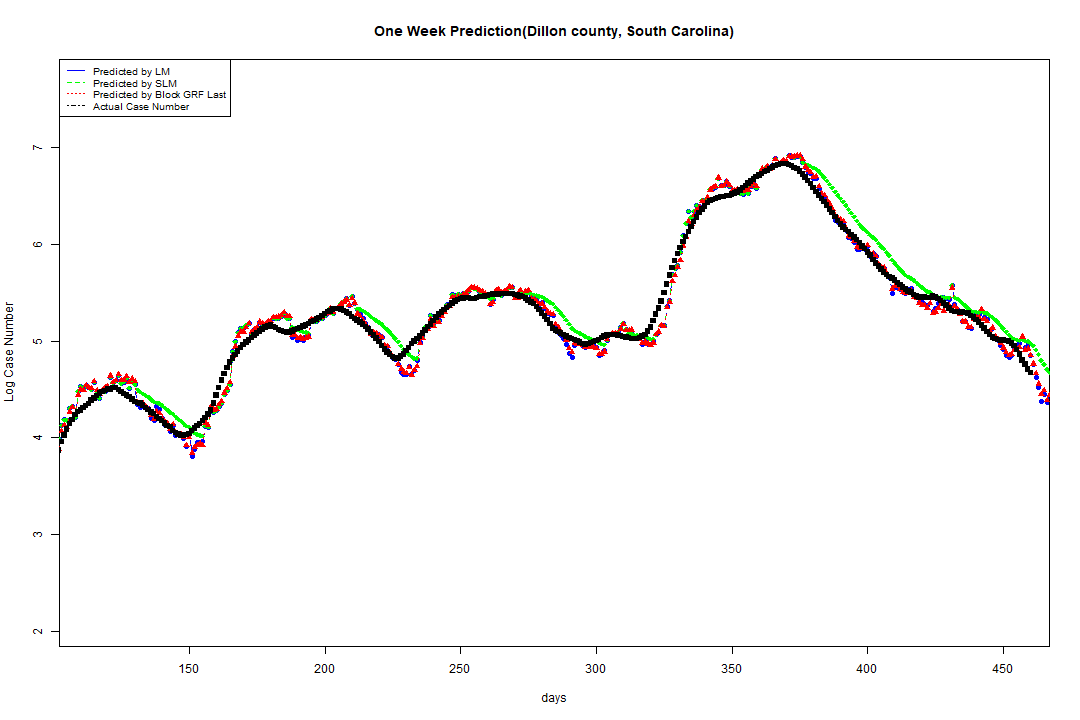 One Week Prediction(Dillon county, South Carolina)
Predicted by LM
Predicted by SLM
Predicted by Block GRF Last
Actual Case Number
7
6
5
4
3
2
Log Case Number
150 200 250 300 350 400 450
days